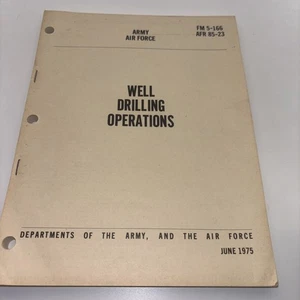 ARMY
AIR FORCE
FM 5-166
AFR 85-23
WELL
DRILLING
OPERATIONS
DEPARTMENTS OF THE ARMY, AND THE AIR FORCE
JUNE 1975